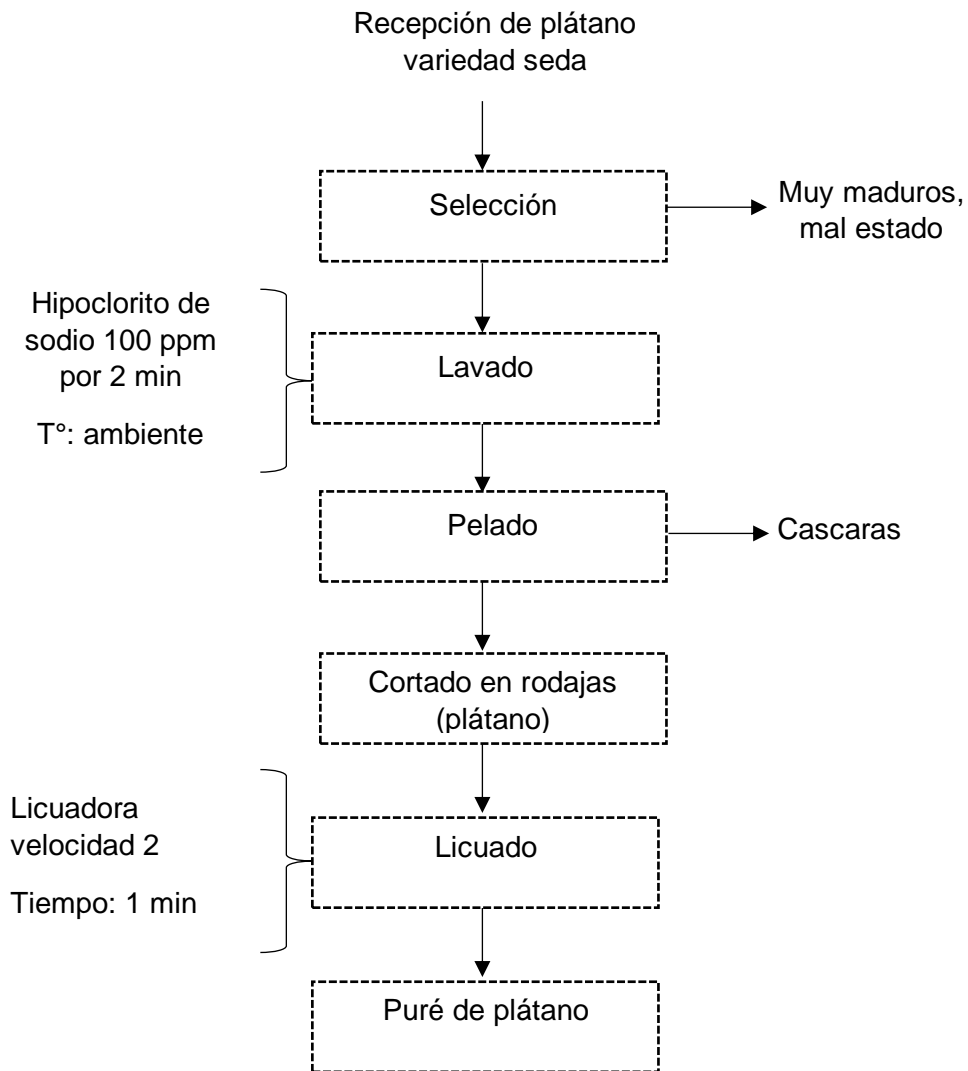 Recepción de plátano
variedad seda
Selección
Muy maduros,
mal estado
Hipoclorito de
sodio 100 ppm
por 2 min
T°: ambiente
Lavado
Pelado
Cascaras
Cortado en rodajas
(plátano)
Licuadora
velocidad 2
Tiempo: 1 min
Licuado
Puré de plátano